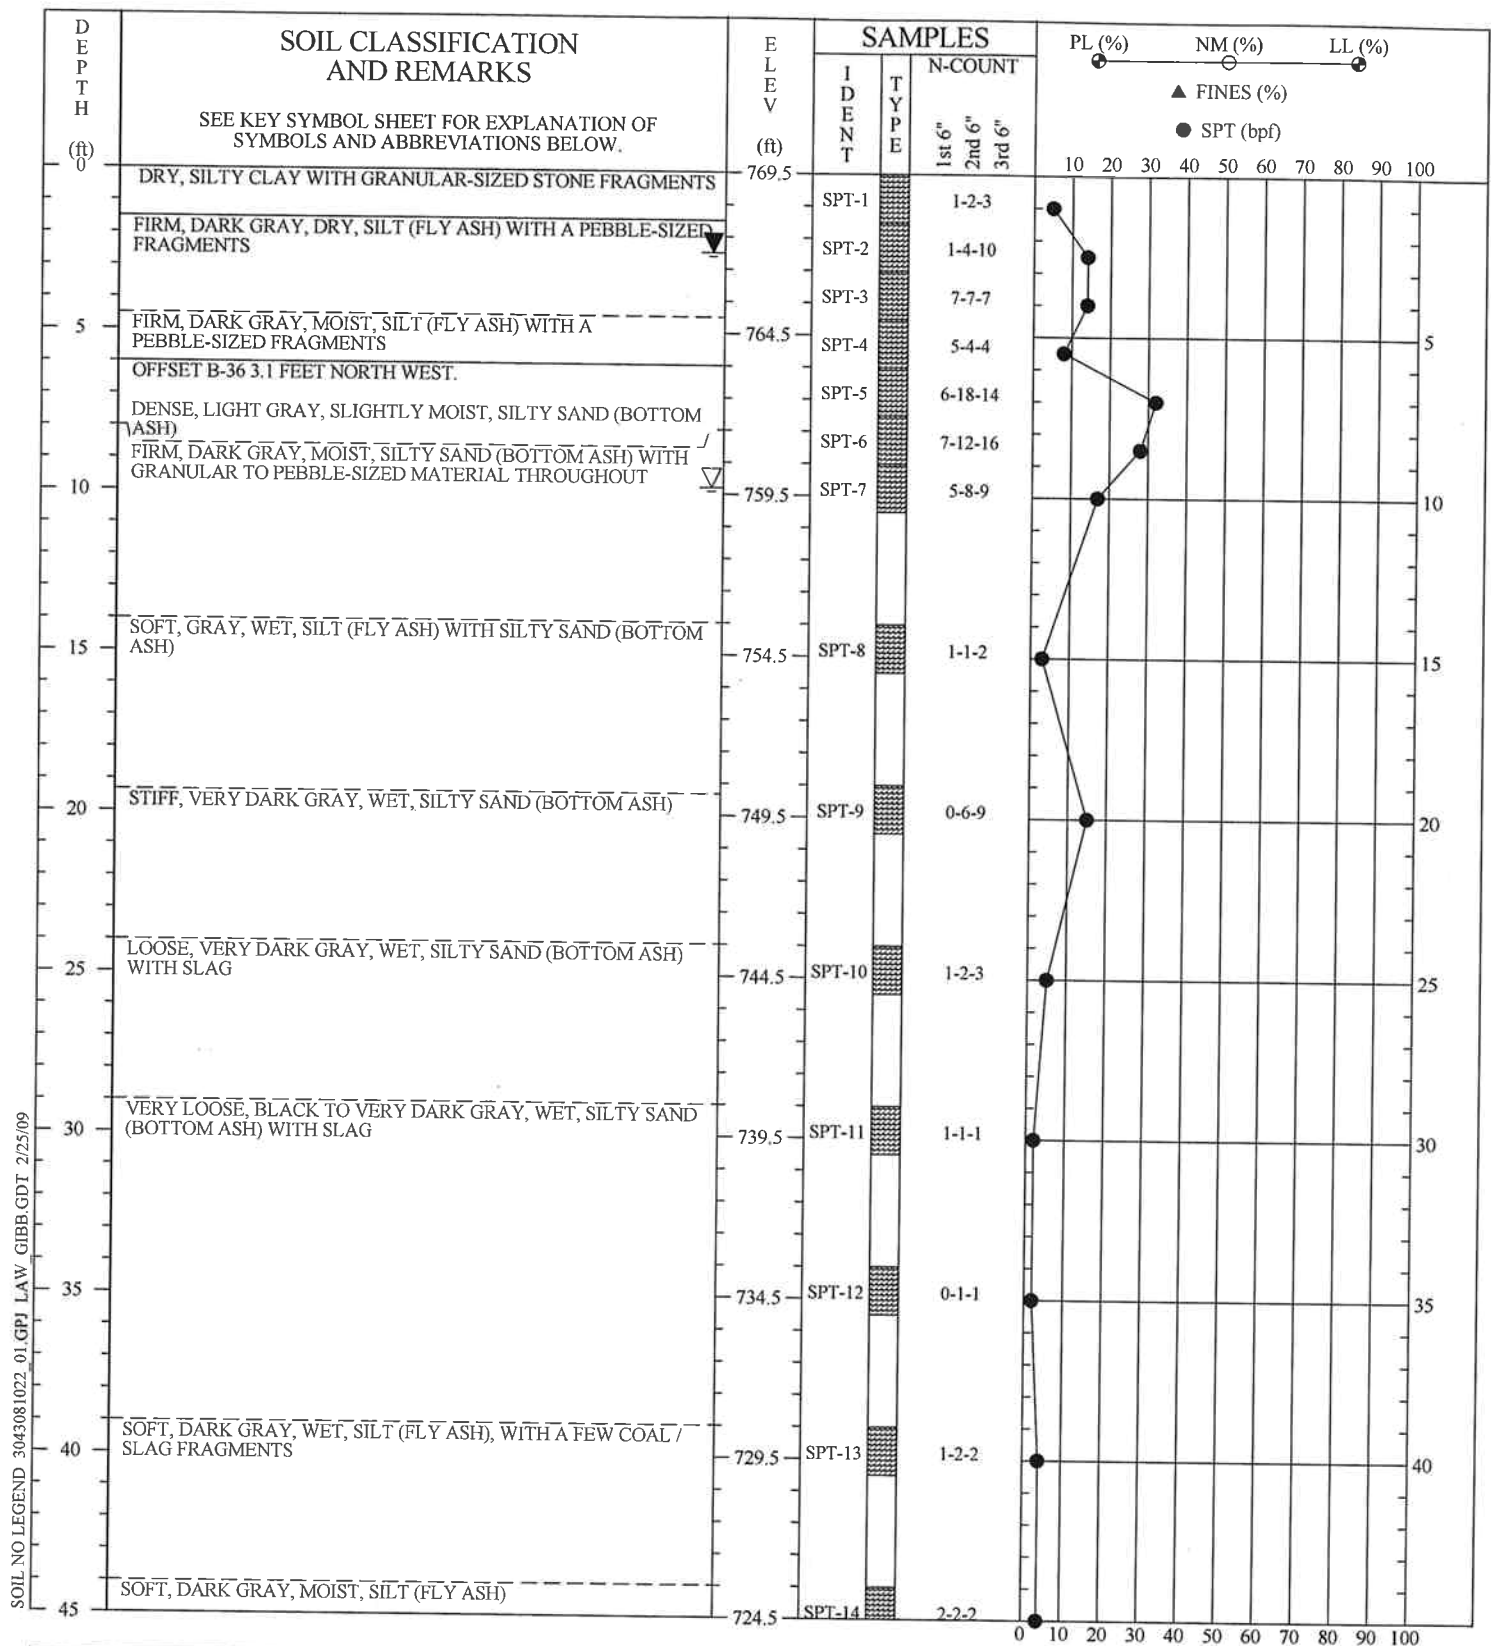 DEPTH
(ft)
SOIL CLASSIFICATION
AND REMARKS
SEE KEY SYMBOL SHEET FOR EXPLANATION OF
SYMBOLS AND ABBREVIATIONS BELOW.
ELEV
(ft)
SAMPLES
IDENT
TYPE
N-COUNT
1st 6"
2nd 6"
3rd 6"
PL (%) NM (%) LL (%)
▲ FINES (%)
● SPT (bpf)
10 20 30 40 50 60 70 80 90 100
0
DRY, SILTY CLAY WITH GRANULAR-SIZED STONE FRAGMENTS
769.5
SPT-1 1-2-3
FIRM, DARK GRAY, DRY, SILT (FLY ASH) WITH A PEBBLE-SIZED
FRAGMENTS
SPT-2 1-4-10
SPT-3 7-7-7
5
FIRM, DARK GRAY, MOIST, SILT (FLY ASH) WITH A
PEBBLE-SIZED FRAGMENTS
764.5
SPT-4 5-4-4
5
OFFSET B-36 3.1 FEET NORTH WEST.
SPT-5 6-18-14
DENSE, LIGHT GRAY, SLIGHTLY MOIST, SILTY SAND (BOTTOM
ASH)
SPT-6 7-12-16
FIRM, DARK GRAY, MOIST, SILTY SAND (BOTTOM ASH) WITH
GRANULAR TO PEBBLE-SIZED MATERIAL THROUGHOUT
10
759.5
SPT-7 5-8-9
10
SOFT, GRAY, WET, SILT (FLY ASH) WITH SILTY SAND (BOTTOM
ASH)
15
754.5
SPT-8 1-1-2
15
STIFF, VERY DARK GRAY, WET, SILTY SAND (BOTTOM ASH)
20
749.5
SPT-9 0-6-9
20
LOOSE, VERY DARK GRAY, WET, SILTY SAND (BOTTOM ASH)
WITH SLAG
25
744.5
SPT-10 1-2-3
25
VERY LOOSE, BLACK TO VERY DARK GRAY, WET, SILTY SAND
(BOTTOM ASH) WITH SLAG
30
739.5
SPT-11 1-1-1
30
35
734.5
SPT-12 0-1-1
35
SOFT, DARK GRAY, WET, SILT (FLY ASH), WITH A FEW COAL /
SLAG FRAGMENTS
40
729.5
SPT-13 1-2-2
40
SOFT, DARK GRAY, MOIST, SILT (FLY ASH)
45
724.5
SPT-14 2-2-2
0 10 20 30 40 50 60 70 80 90 100
SOIL NO LEGEND 3043081022_01.GPJ LAW_GIBB.GDT 2/25/09